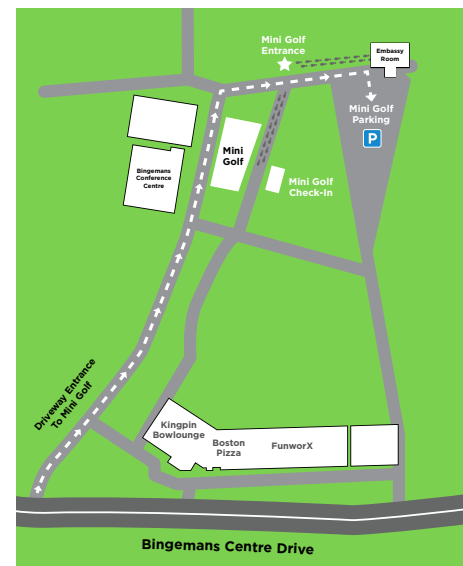 Mini Golf
Entrance
Embassy
Room
Mini Golf
Parking
P
Mini
Golf
Bingemans
Conference
Centre
Mini Golf
Check-In
Driveway Entrance
To Mini Golf
Kingpin
Bowlounge
Boston
Pizza
FunworX
Bingemans Centre Drive